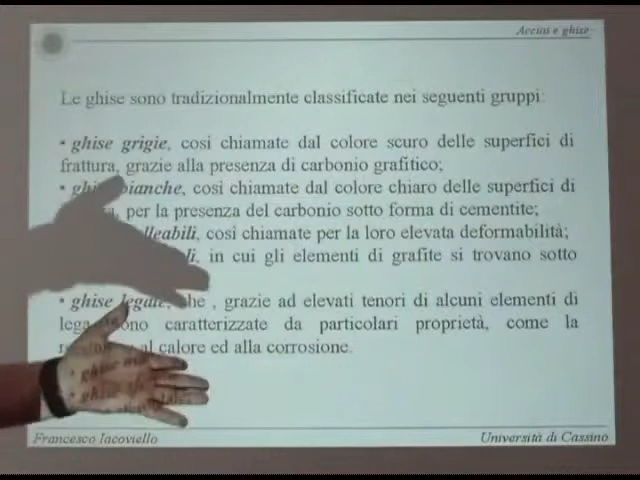 Acciai e ghise
Le ghise sono tradizionalmente classificate nei seguenti gruppi:
• ghise grigie, così chiamate dal colore scuro delle superfici di
frattura, grazie alla presenza di carbonio grafitico;
• ghise bianche, così chiamate dal colore chiaro delle superfici di
per la presenza del carbonio sotto forma di cementite;
lleabili, così chiamate per la loro elevata deformabilità;
li, in cui gli elementi di grafite si trovano sotto
• ghise legate, che , grazie ad elevati tenori di alcuni elementi di
lega sono caratterizzate da particolari proprietà, come la
al calore ed alla corrosione.
Francesco Iacoviello
Università di Cassino